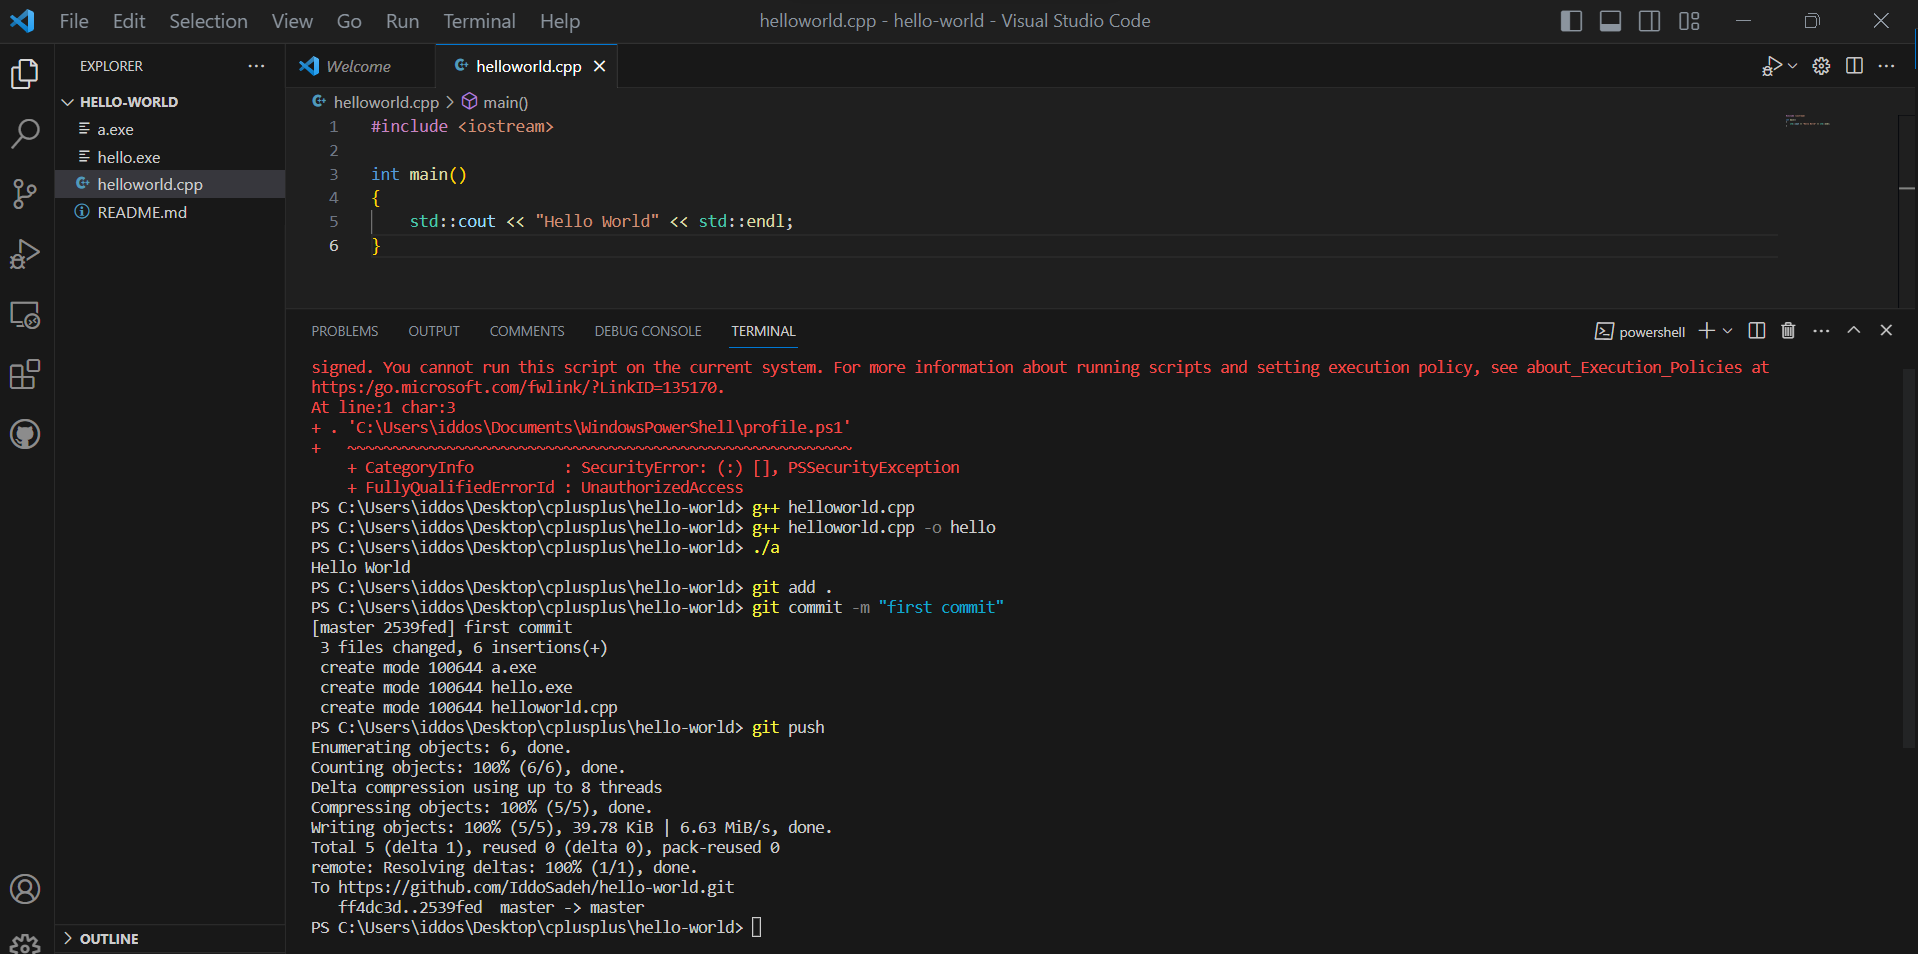 File Edit Selection View Go Run Terminal Help
helloworld.cpp - hello-world - Visual Studio Code
EXPLORER
HELLO-WORLD
a.exe
hello.exe
helloworld.cpp
README.md
OUTLINE
Welcome
helloworld.cpp
helloworld.cpp > main()
1 #include <iostream>
2
3 int main()
4 {
5 std::cout << "Hello World" << std::endl;
6 }
PROBLEMS OUTPUT COMMENTS DEBUG CONSOLE TERMINAL
powershell
signed. You cannot run this script on the current system. For more information about running scripts and setting execution policy, see about_Execution_Policies at
https:/go.microsoft.com/fwlink/?LinkID=135170.
At line:1 char:3
+ . 'C:\Users\iddos\Documents\WindowsPowerShell\profile.ps1'
+ ~~~~~~~~~~~~~~~~~~~~~~~~~~~~~~~~~~~~~~~~~~~~~~~~~~~~~~~~
+ CategoryInfo : SecurityError: (:) [], PSSecurityException
+ FullyQualifiedErrorId : UnauthorizedAccess
PS C:\Users\iddos\Desktop\cplusplus\hello-world> g++ helloworld.cpp
PS C:\Users\iddos\Desktop\cplusplus\hello-world> g++ helloworld.cpp -o hello
PS C:\Users\iddos\Desktop\cplusplus\hello-world> ./a
Hello World
PS C:\Users\iddos\Desktop\cplusplus\hello-world> git add .
PS C:\Users\iddos\Desktop\cplusplus\hello-world> git commit -m "first commit"
[master 2539fed] first commit
3 files changed, 6 insertions(+)
create mode 100644 a.exe
create mode 100644 hello.exe
create mode 100644 helloworld.cpp
PS C:\Users\iddos\Desktop\cplusplus\hello-world> git push
Enumerating objects: 6, done.
Counting objects: 100% (6/6), done.
Delta compression using up to 8 threads
Compressing objects: 100% (5/5), done.
Writing objects: 100% (5/5), 39.78 KiB | 6.63 MiB/s, done.
Total 5 (delta 1), reused 0 (delta 0), pack-reused 0
remote: Resolving deltas: 100% (1/1), done.
To https://github.com/IddoSadeh/hello-world.git
ff4dc3d..2539fed master -> master
PS C:\Users\iddos\Desktop\cplusplus\hello-world>